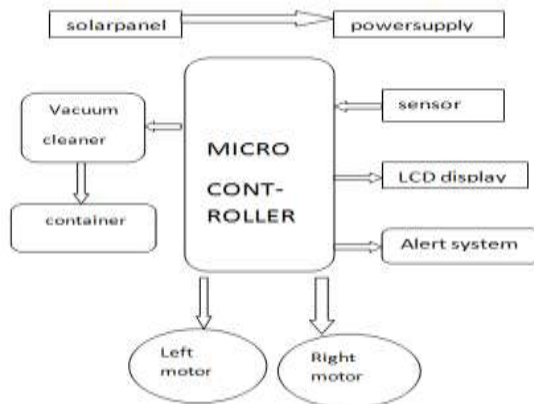 solarpanel
powersupply
Vacuum
cleaner
container
MICRO
CONT-
ROLLER
sensor
LCD display
Alert system
Left
motor
Right
motor